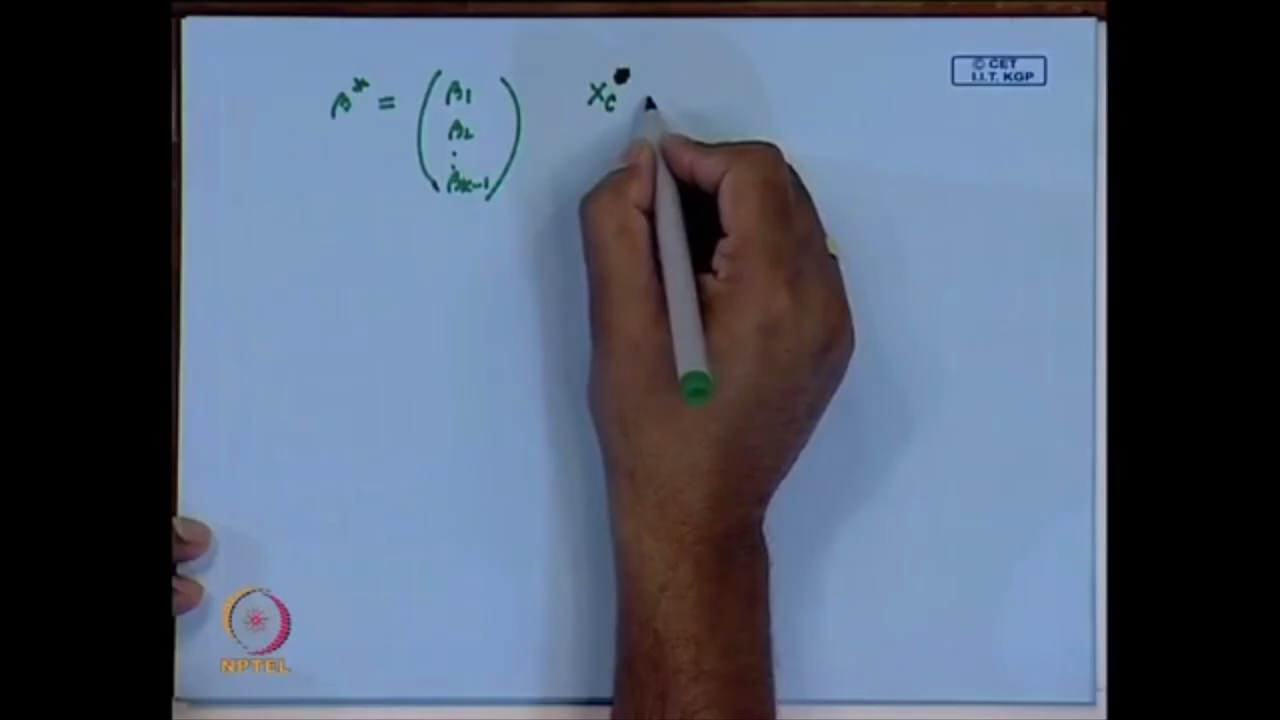 © CET
I.I.T. KGP
β* = (β1
β2
⋮
βk-1)
Xc
NPTEL